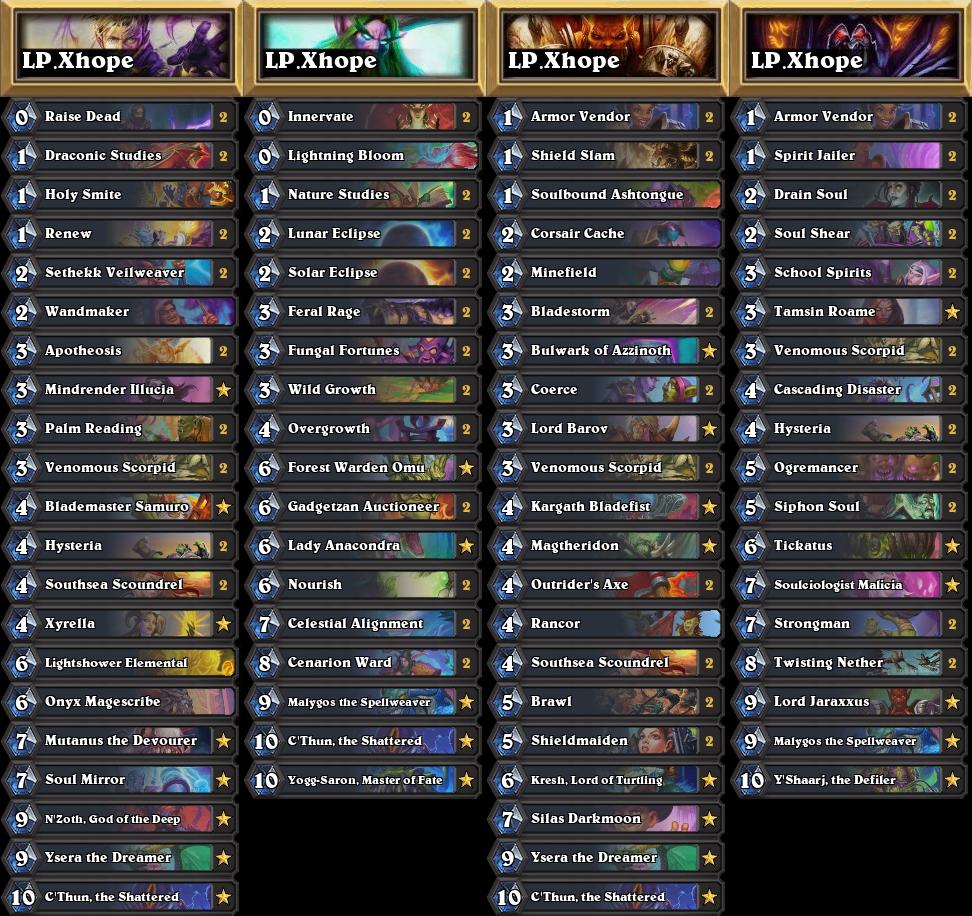 LP.Xhope
0 Raise Dead 2
1 Draconic Studies 2
1 Holy Smite
1 Renew 2
2 Sethekk Veilweaver 2
2 Wandmaker
3 Apotheosis 2
3 Mindrender Illucia
3 Palm Reading 2
3 Venomous Scorpid 2
4 Blademaster Samuro
4 Hysteria 2
4 Southsea Scoundrel 2
4 Xyrella
6 Lightshower Elemental
6 Onyx Magescribe
7 Mutanus the Devourer
7 Soul Mirror
9 N'Zoth, God of the Deep
9 Ysera the Dreamer
10 C'Thun, the Shattered
LP.Xhope
0 Innervate 2
0 Lightning Bloom
1 Nature Studies 2
2 Lunar Eclipse 2
2 Solar Eclipse 2
3 Feral Rage 2
3 Fungal Fortunes 2
3 Wild Growth 2
4 Overgrowth 2
6 Forest Warden Omu
6 Gadgetzan Auctioneer 2
6 Lady Anacondra
6 Nourish 2
7 Celestial Alignment 2
8 Cenarion Ward 2
9 Malygos the Spellweaver
10 C'Thun, the Shattered
10 Yogg-Saron, Master of Fate
LP.Xhope
1 Armor Vendor 2
1 Shield Slam 2
1 Soulbound Ashtongue
2 Corsair Cache
2 Minefield
3 Bladestorm 2
3 Bulwark of Azzinoth
3 Coerce 2
3 Lord Barov
3 Venomous Scorpid 2
4 Kargath Bladefist
4 Magtheridon
4 Outrider's Axe 2
4 Rancor
4 Southsea Scoundrel 2
5 Brawl 2
5 Shieldmaiden 2
6 Kresh, Lord of Turtling
7 Silas Darkmoon
9 Ysera the Dreamer
10 C'Thun, the Shattered
LP.Xhope
1 Armor Vendor 2
1 Spirit Jailer 2
2 Drain Soul 2
2 Soul Shear 2
3 School Spirits 2
3 Tamsin Roame
3 Venomous Scorpid 2
4 Cascading Disaster 2
4 Hysteria 2
5 Ogremancer 2
5 Siphon Soul 2
6 Tickatus
7 Soulciologist Malicia
7 Strongman 2
8 Twisting Nether 2
9 Lord Jaraxxus
9 Malygos the Spellweaver
10 Y'Shaarj, the Defiler